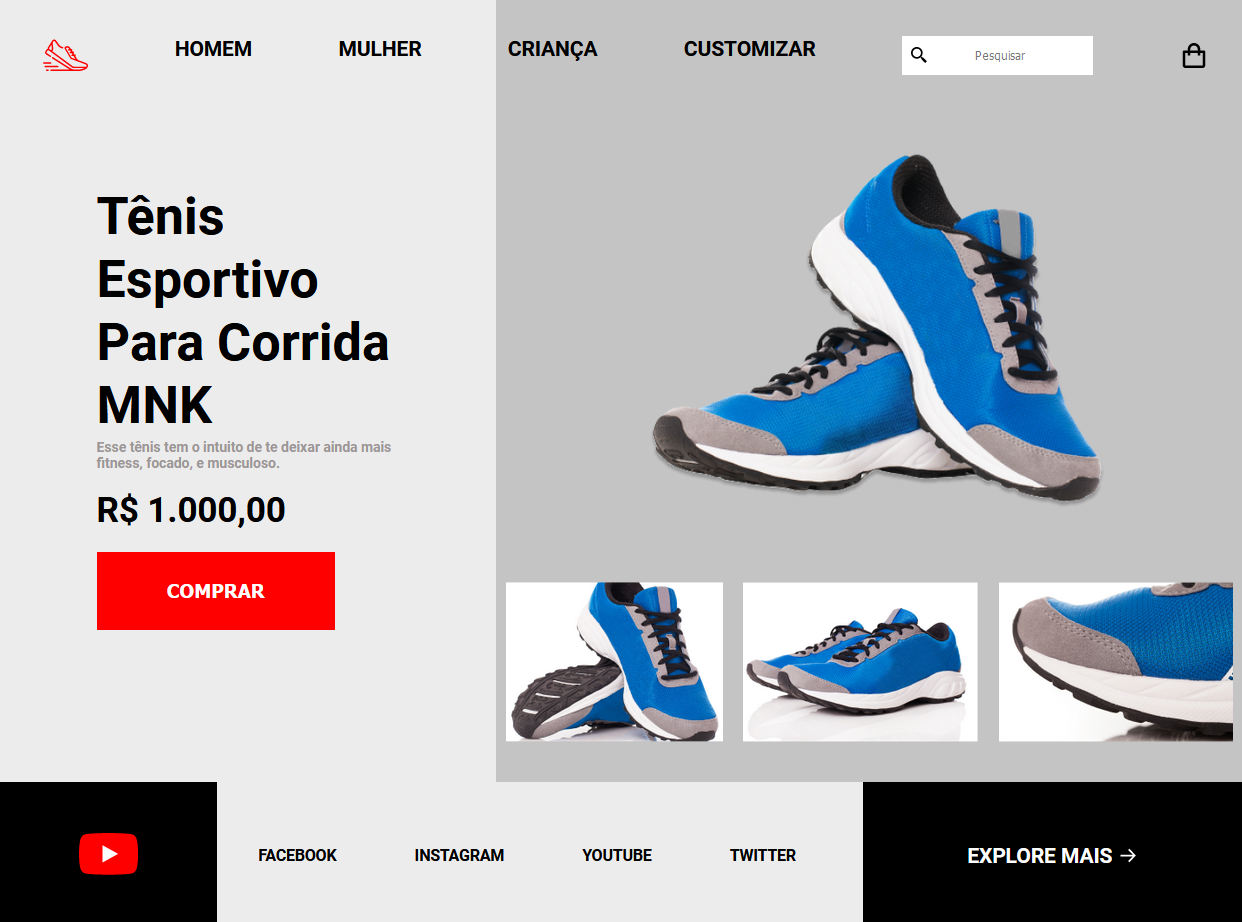 HOMEM
MULHER
CRIANÇA
CUSTOMIZAR
Pesquisar
Tênis
Esportivo
Para Corrida
MNK
Esse tênis tem o intuito de te deixar ainda mais
fitness, focado, e musculoso.
R$ 1.000,00
COMPRAR
FACEBOOK
INSTAGRAM
YOUTUBE
TWITTER
EXPLORE MAIS →